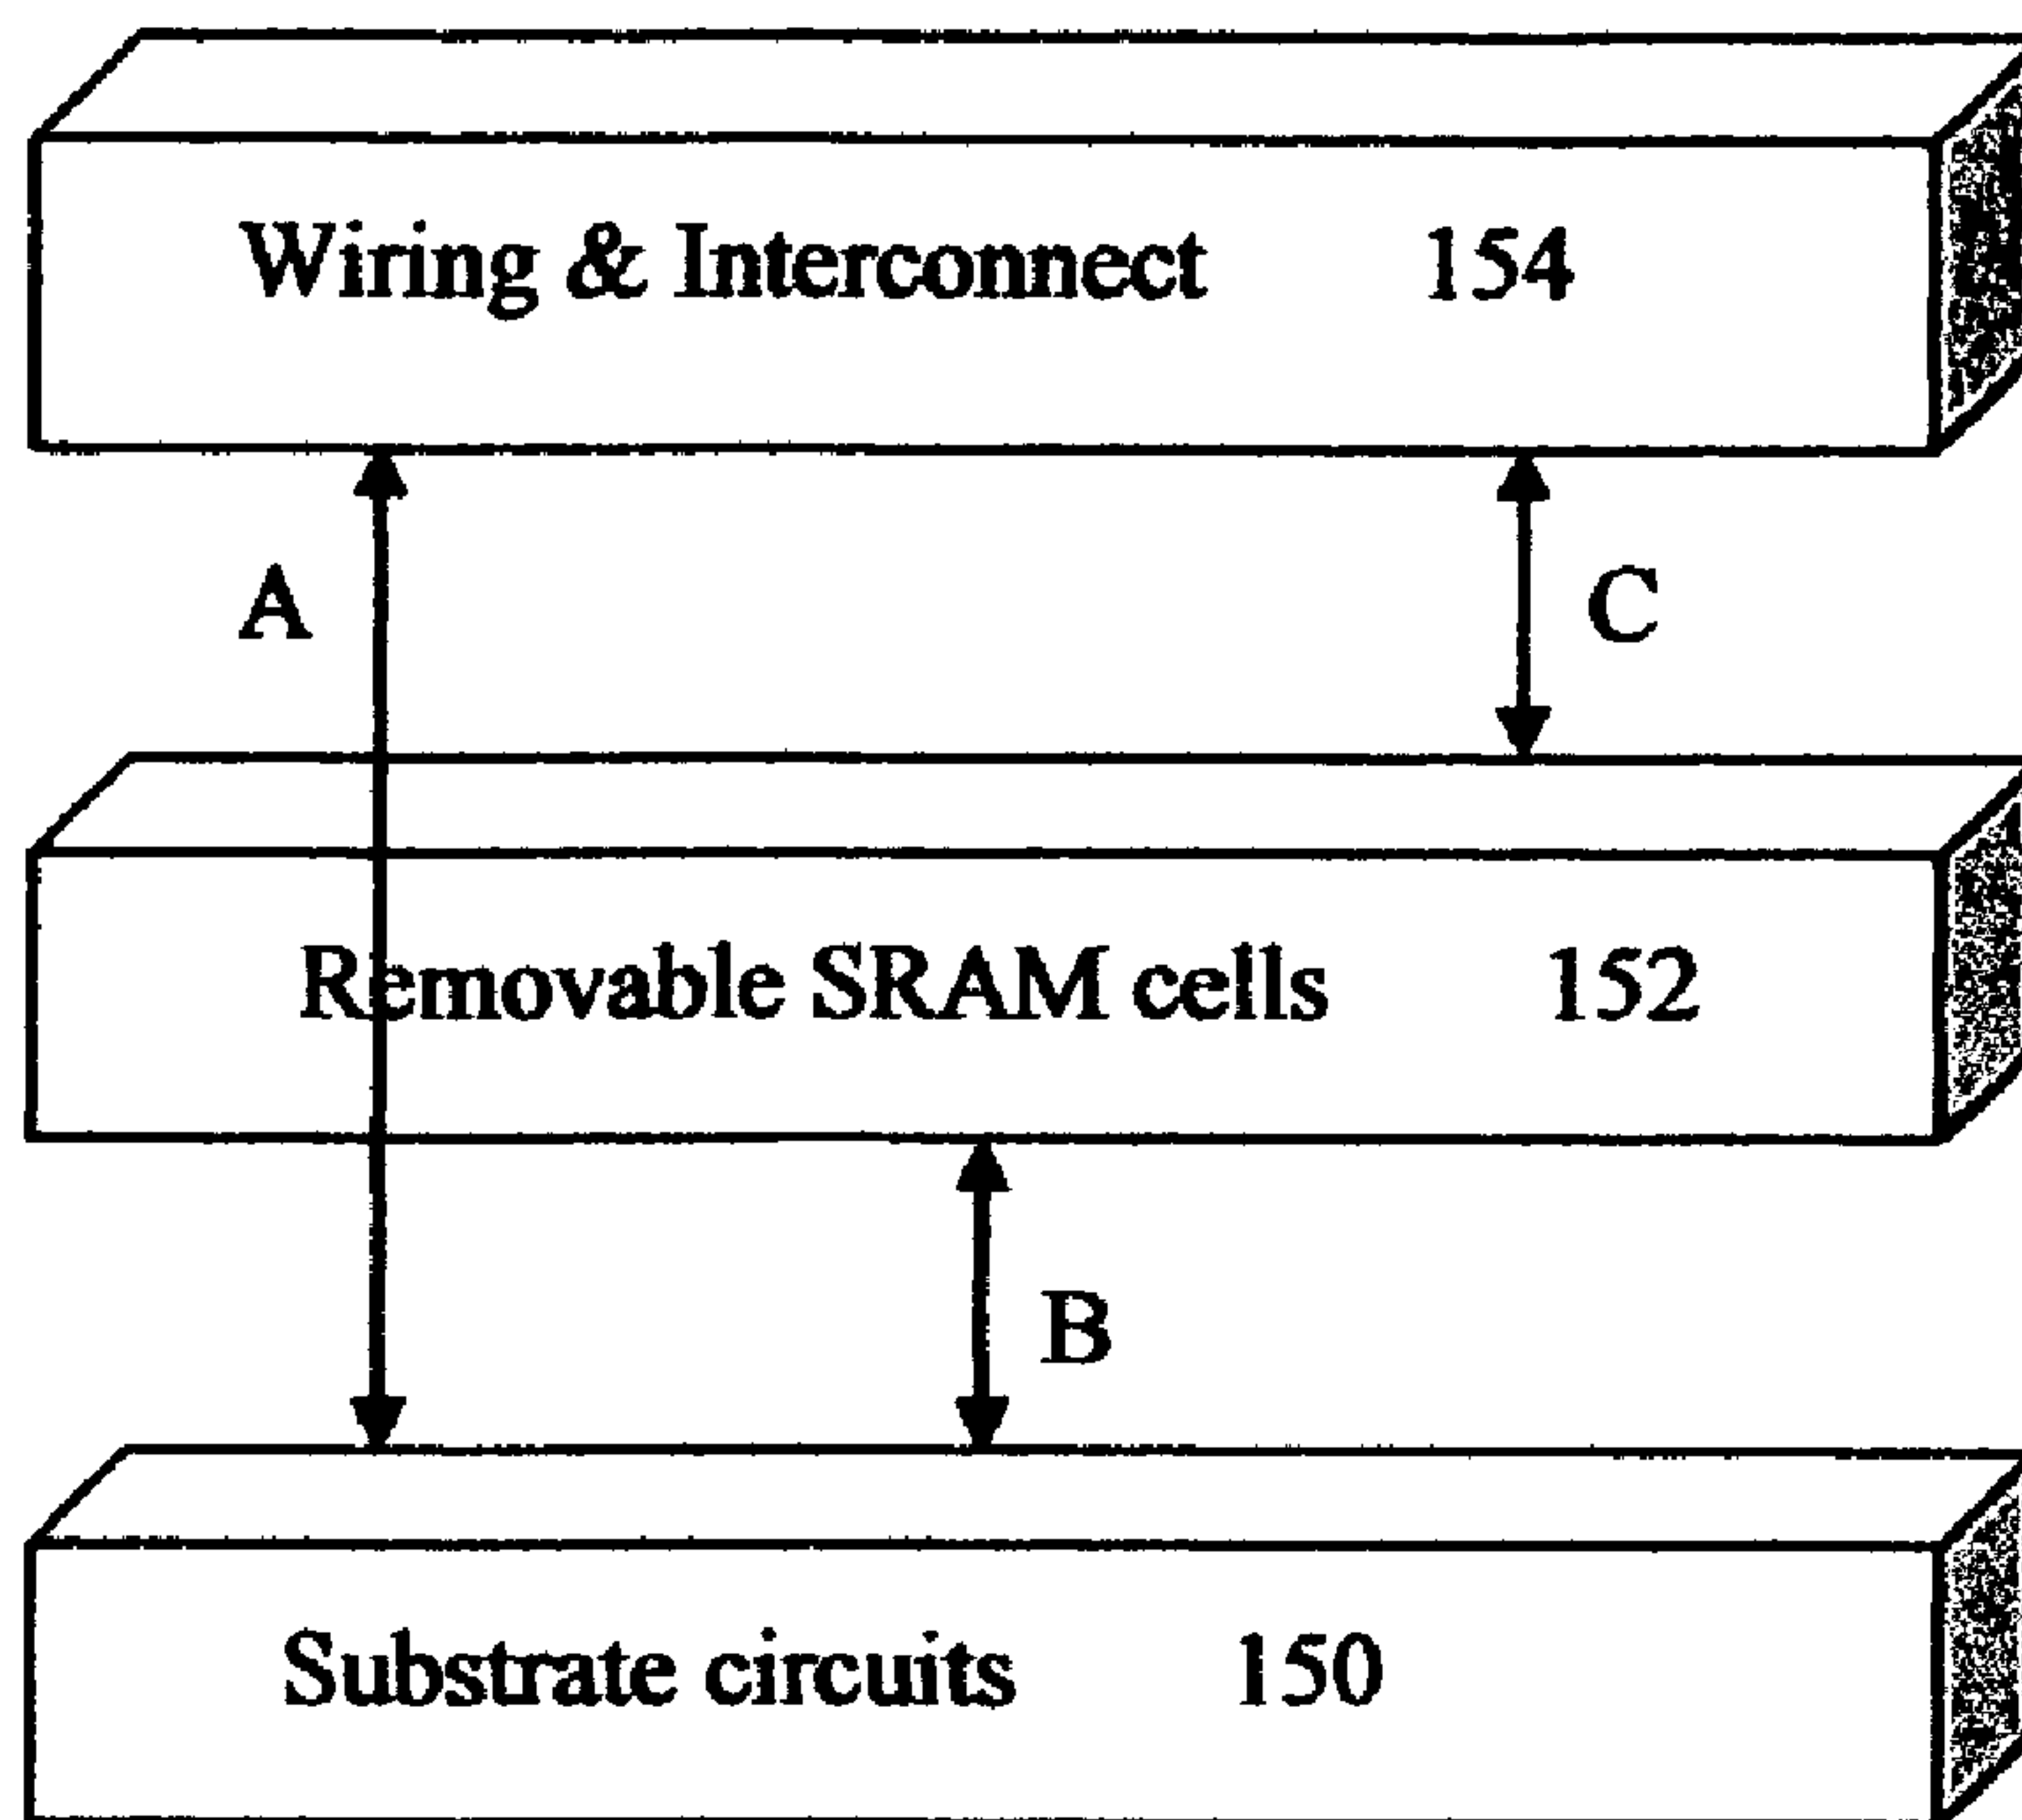 Wiring & Interconnect 154
A
C
Removable SRAM cells 152
B
Substrate circuits 150